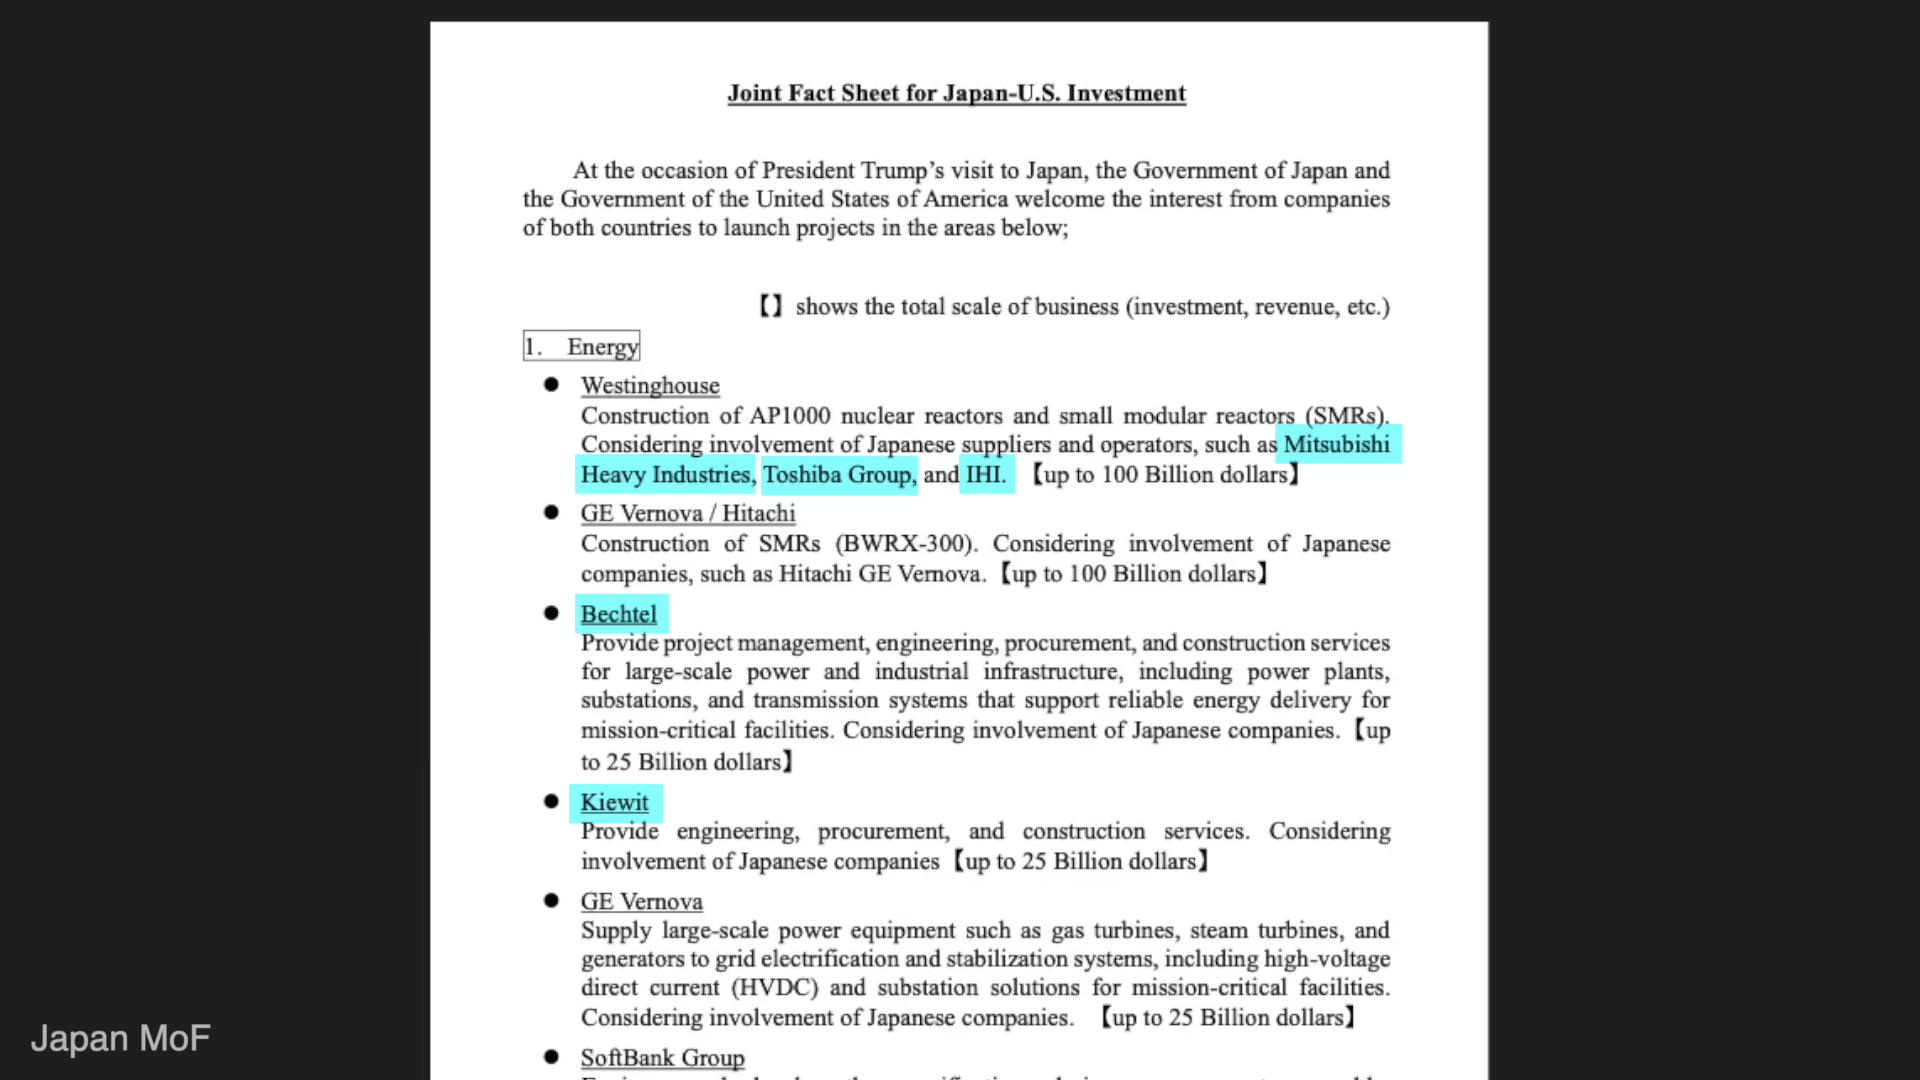 Joint Fact Sheet for Japan-U.S. Investment
At the occasion of President Trump’s visit to Japan, the Government of Japan and
the Government of the United States of America welcome the interest from companies
of both countries to launch projects in the areas below;
【】 shows the total scale of business (investment, revenue, etc.)
1. Energy
● Westinghouse
Construction of AP1000 nuclear reactors and small modular reactors (SMRs).
Considering involvement of Japanese suppliers and operators, such as Mitsubishi
Heavy Industries, Toshiba Group, and IHI. 【up to 100 Billion dollars】
● GE Vernova / Hitachi
Construction of SMRs (BWRX-300). Considering involvement of Japanese
companies, such as Hitachi GE Vernova.【up to 100 Billion dollars】
● Bechtel
Provide project management, engineering, procurement, and construction services
for large-scale power and industrial infrastructure, including power plants,
substations, and transmission systems that support reliable energy delivery for
mission-critical facilities. Considering involvement of Japanese companies.【up
to 25 Billion dollars】
● Kiewit
Provide engineering, procurement, and construction services. Considering
involvement of Japanese companies【up to 25 Billion dollars】
● GE Vernova
Supply large-scale power equipment such as gas turbines, steam turbines, and
generators to grid electrification and stabilization systems, including high-voltage
direct current (HVDC) and substation solutions for mission-critical facilities.
Considering involvement of Japanese companies. 【up to 25 Billion dollars】
● SoftBank Group
Japan MoF